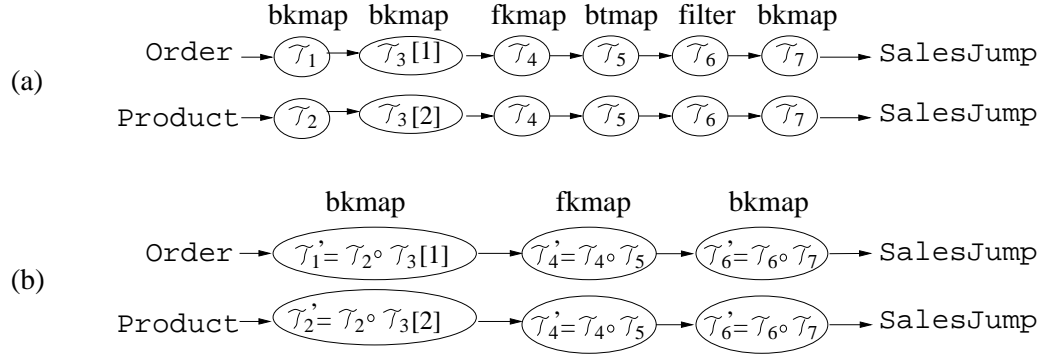 bkmap bkmap fkmap btmap filter bkmap
Order 𝒯1 𝒯3[1] 𝒯4 𝒯5 𝒯6 𝒯7 SalesJump
(a)
Product 𝒯2 𝒯3[2] 𝒯4 𝒯5 𝒯6 𝒯7 SalesJump
bkmap fkmap bkmap
Order 𝒯1'= 𝒯2∘ 𝒯3[1] 𝒯4'= 𝒯4∘ 𝒯5 𝒯6'= 𝒯6∘ 𝒯7 SalesJump
(b)
Product 𝒯2'= 𝒯2∘ 𝒯3[2] 𝒯4'= 𝒯4∘ 𝒯5 𝒯6'= 𝒯6∘ 𝒯7 SalesJump